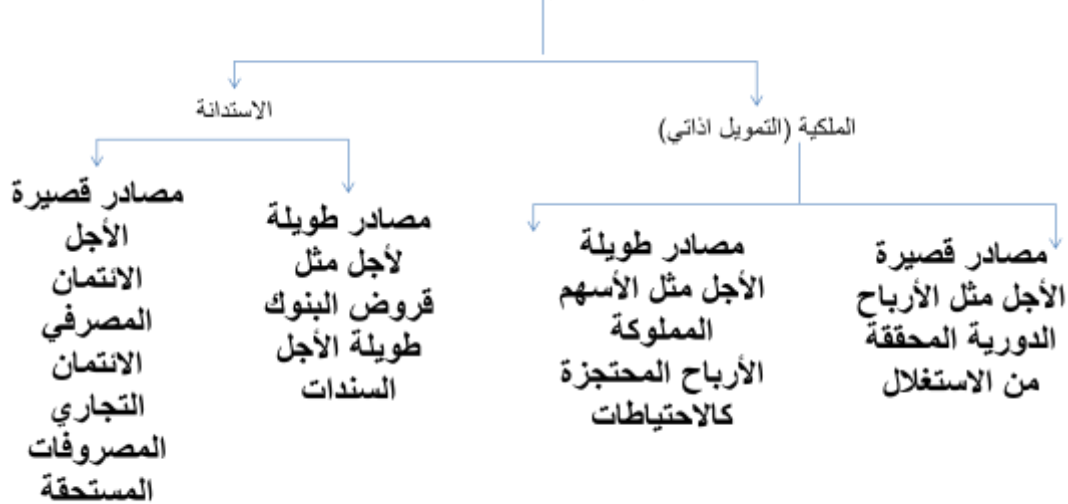 الملكية (التمويل اذاتي)
مصادر قصيرة
الأجل مثل الأرباح
الدورية المحققة
من الاستغلال
مصادر طويلة
الأجل مثل الأسهم
المملوكة
الأرباح المحتجزة
كالاحتياطات
الاستدانة
مصادر طويلة
لأجل مثل
قروض البنوك
طويلة الأجل
السندات
مصادر قصيرة
الأجل
الائتمان
المصرفي
الائتمان
التجاري
المصروفات
المستحقة